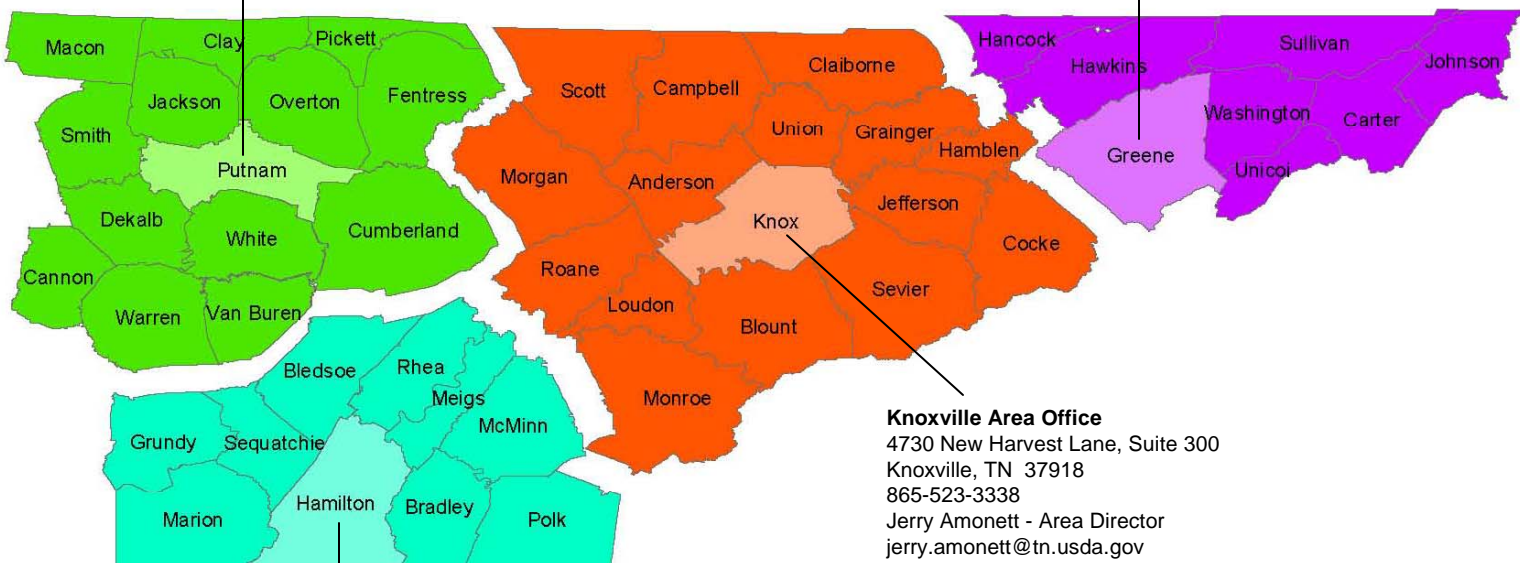 Macon
Clay
Pickett
Jackson
Overton
Fentress
Smith
Putnam
Dekalb
White
Cumberland
Cannon
Warren
Van Buren
Scott
Campbell
Claiborne
Union
Grainger
Hamblen
Morgan
Anderson
Jefferson
Knox
Cocke
Roane
Loudon
Sevier
Blount
Monroe
Hancock
Hawkins
Sullivan
Johnson
Washington
Carter
Greene
Unicoi
Bledsoe
Rhea
Meigs
McMinn
Grundy
Sequatchie
Hamilton
Bradley
Marion
Polk
Knoxville Area Office
4730 New Harvest Lane, Suite 300
Knoxville, TN 37918
865-523-3338
Jerry Amonett - Area Director
jerry.amonett@tn.usda.gov